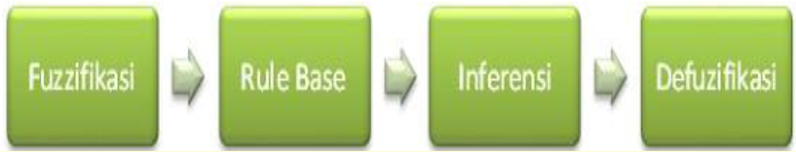 Fuzzifikasi
Rule Base
Inferensi
Defuzifikasi